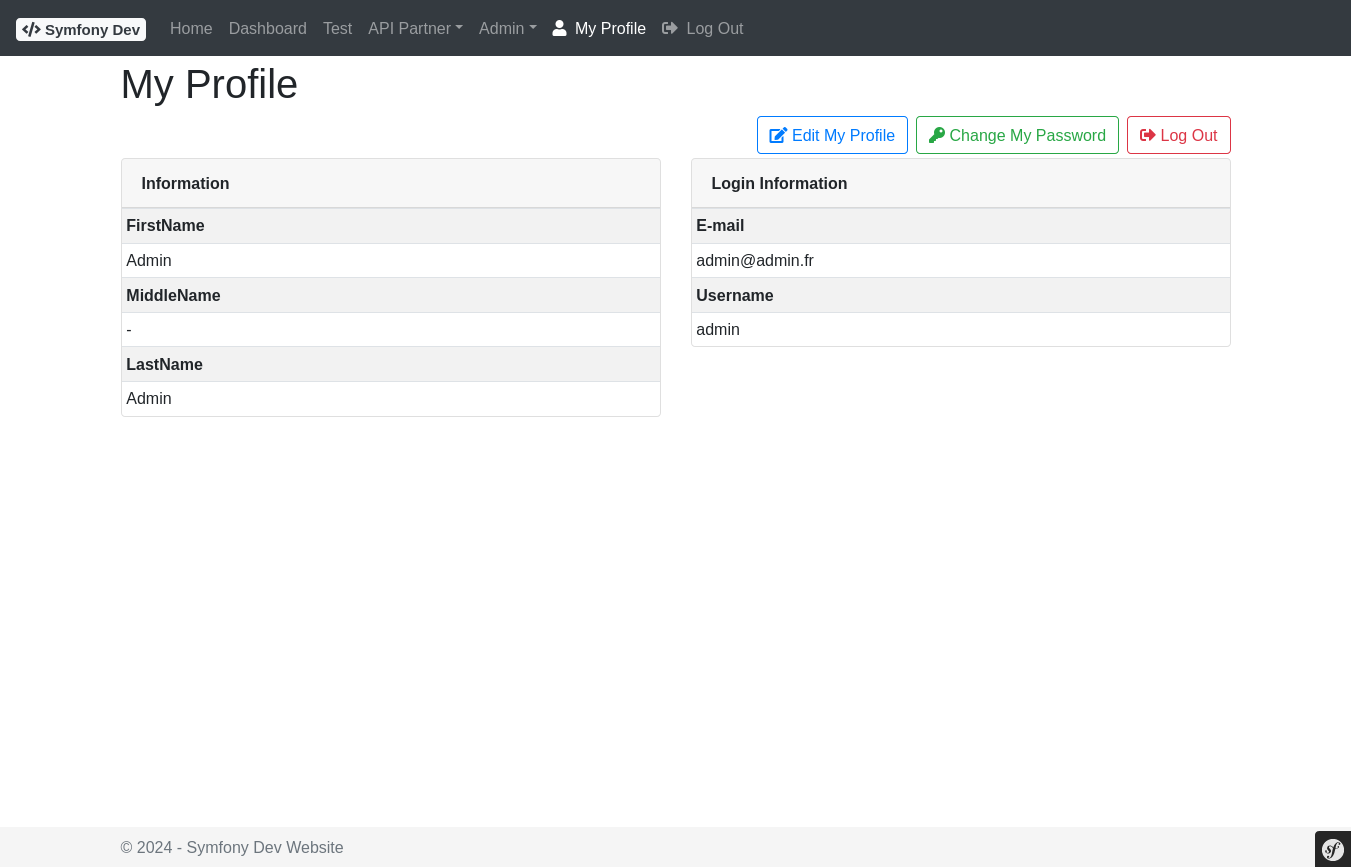 Symfony Dev Home Dashboard Test API Partner Admin My Profile Log Out
My Profile
Edit My Profile Change My Password Log Out
Information
FirstName
Admin
MiddleName
-
LastName
Admin
Login Information
E-mail
admin@admin.fr
Username
admin
© 2024 - Symfony Dev Website
sf